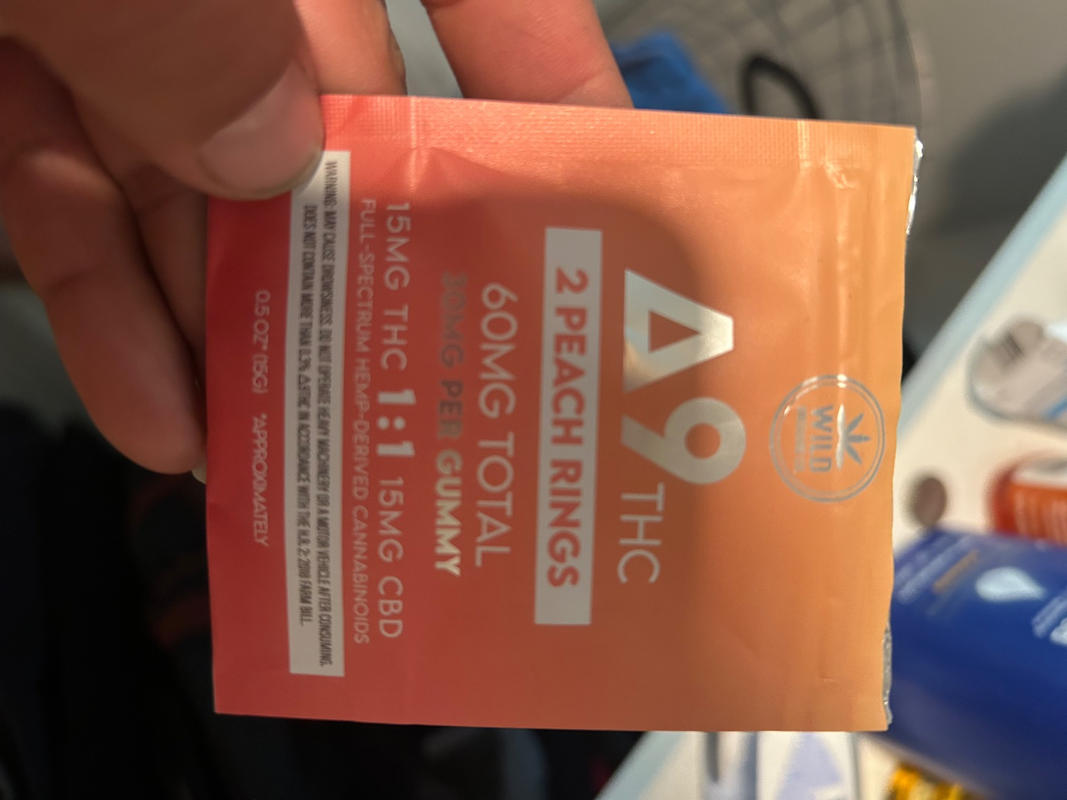 WILD
Δ9 THC
2 PEACH RINGS
60MG TOTAL
30MG PER GUMMY
15MG THC 1:1 15MG CBD
FULL-SPECTRUM HEMP-DERIVED CANNABINOIDS
WARNING: MAY CAUSE DROWSINESS. DO NOT OPERATE HEAVY MACHINERY OR A MOTOR VEHICLE AFTER CONSUMING.
DOES NOT CONTAIN MORE THAN 0.3% Δ9THC IN ACCORDANCE WITH THE H.R. 2: 2018 FARM BILL.
0.5 OZ* (15G) *APPROXIMATELY